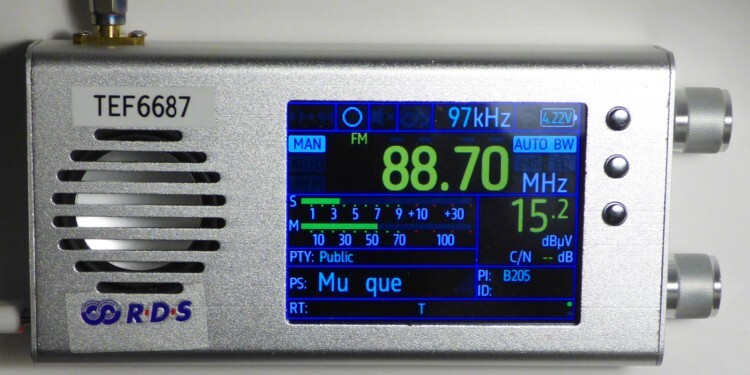 TEF6687
97kHz
4.22V
FM
MAN
AUTO BW
88.70 MHz
S
1 3 5 7 9 +10 +30
M
10 30 50 70 100
15.2
dBμV
C/N -- dB
PTY: Public
PS: Mu que
PI: B205
ID:
RT: T
R·D·S